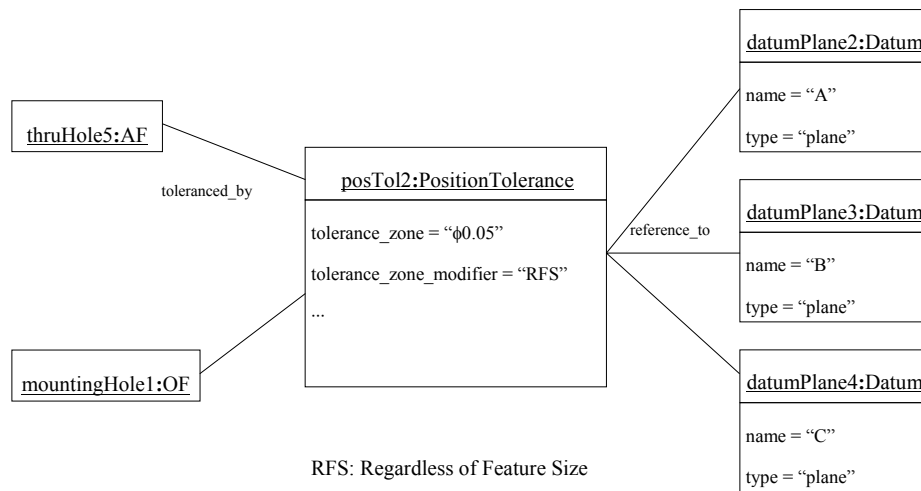 thruHole5:AF
toleranced_by
mountingHole1:OF
posTol2:PositionTolerance
tolerance_zone = “ϕ0.05”
tolerance_zone_modifier = “RFS”
...
RFS: Regardless of Feature Size
reference_to
datumPlane2:Datum
name = “A”
type = “plane”
datumPlane3:Datum
name = “B”
type = “plane”
datumPlane4:Datum
name = “C”
type = “plane”